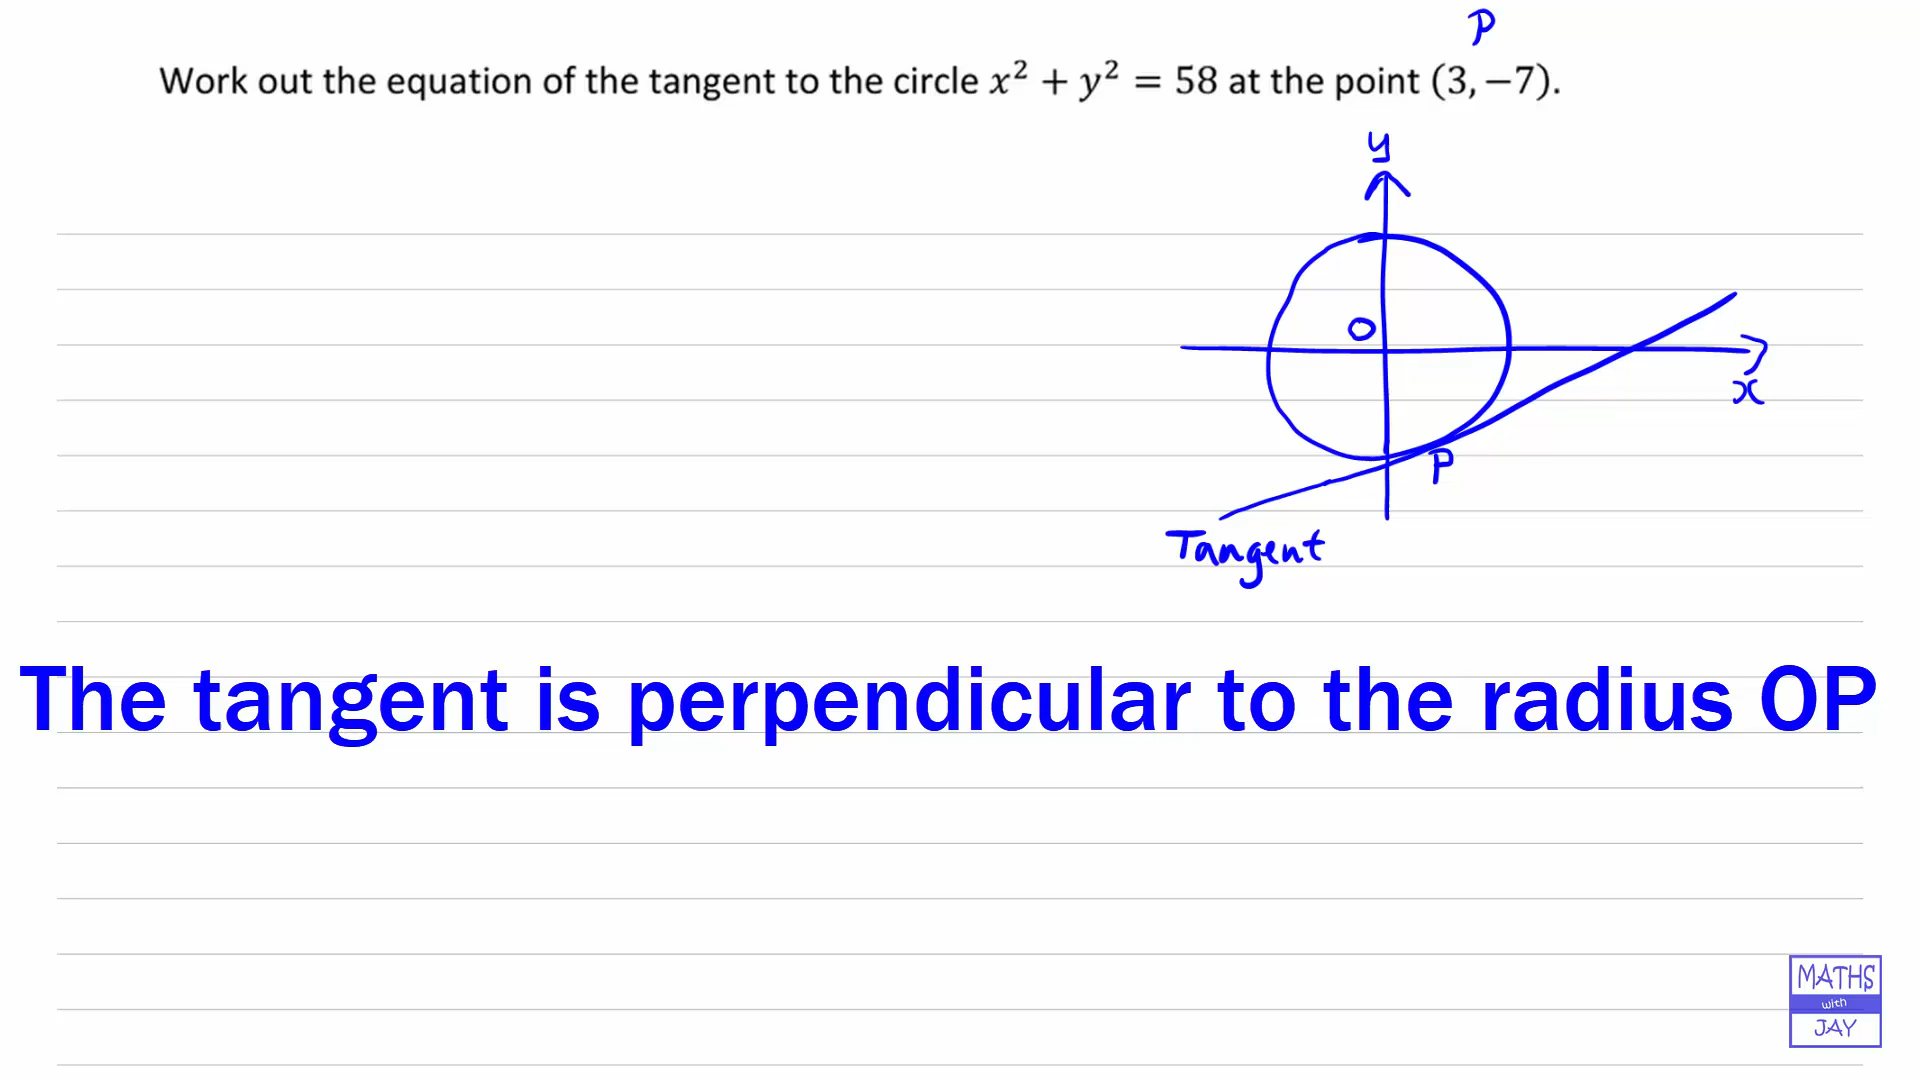 P
Work out the equation of the tangent to the circle x² + y² = 58 at the point (3, −7).
y
O
x
P
Tangent
The tangent is perpendicular to the radius OP
MATHS
with
JAY